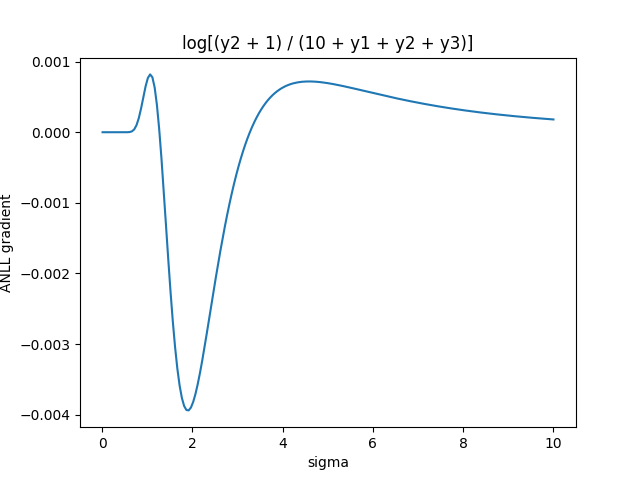 log[(y2 + 1) / (10 + y1 + y2 + y3)]
0.001
0.000
−0.001
−0.002
−0.003
−0.004
ANLL gradient
0 2 4 6 8 10
sigma